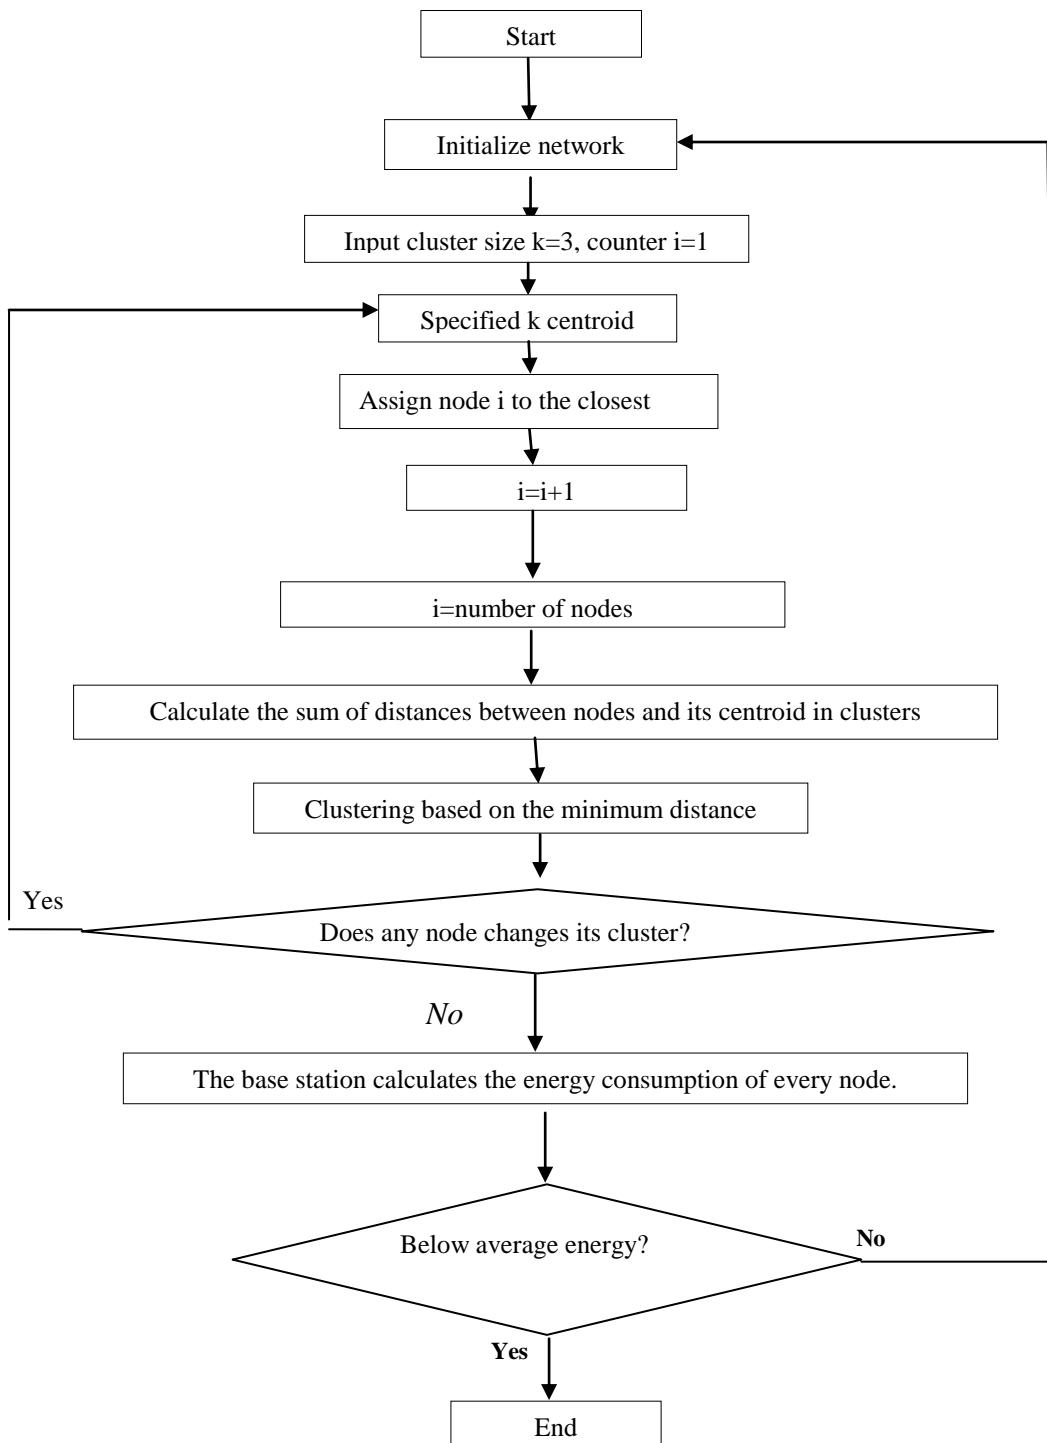 Start
Initialize network
Input cluster size k=3, counter i=1
Specified k centroid
Assign node i to the closest
i=i+1
i=number of nodes
Calculate the sum of distances between nodes and its centroid in clusters
Clustering based on the minimum distance
Yes
Does any node changes its cluster?
No
The base station calculates the energy consumption of every node.
Below average energy?
No
Yes
End